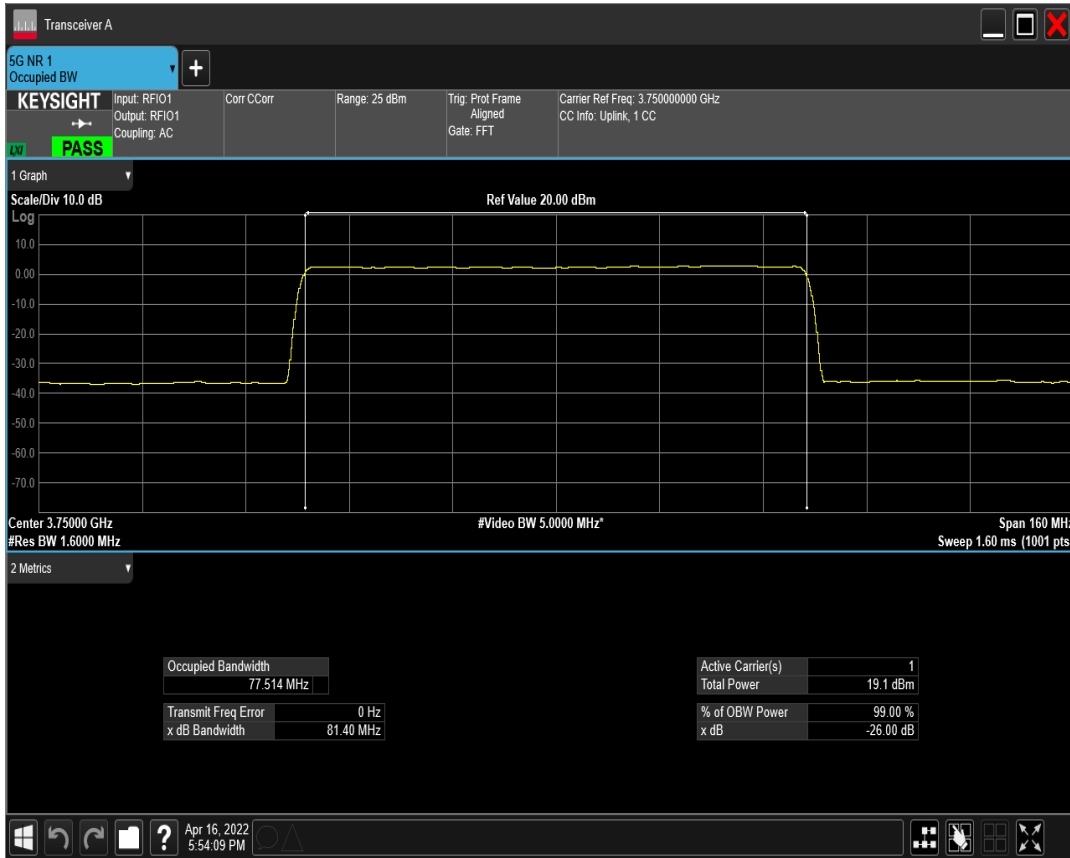 Transceiver A
5G NR 1
Occupied BW
+
KEYSIGHT
LXI
PASS
Input: RFIO1
Output: RFIO1
Coupling: AC
Corr CCorr
Range: 25 dBm
Trig: Prot Frame
Aligned
Gate: FFT
Carrier Ref Freq: 3.750000000 GHz
CC Info: Uplink, 1 CC
1 Graph
Scale/Div 10.0 dB
Ref Value 20.00 dBm
Log
10.0
0.00
-10.0
-20.0
-30.0
-40.0
-50.0
-60.0
-70.0
Center 3.75000 GHz
#Video BW 5.0000 MHz*
Span 160 MHz
#Res BW 1.6000 MHz
Sweep 1.60 ms (1001 pts
2 Metrics
Occupied Bandwidth
77.514 MHz
Transmit Freq Error 0 Hz
x dB Bandwidth 81.40 MHz
Active Carrier(s) 1
Total Power 19.1 dBm
% of OBW Power 99.00 %
x dB -26.00 dB
?
Apr 16, 2022
5:54:09 PM